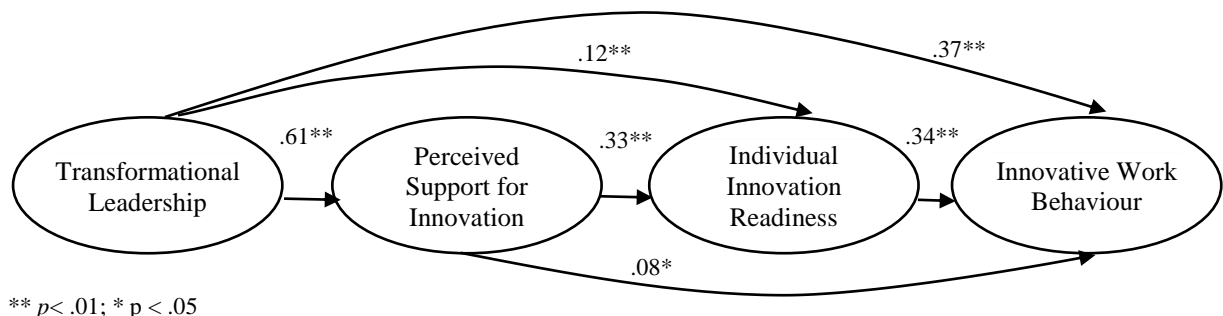 .37**
.12**
.61**
.33**
.34**
Transformational
Leadership
Perceived
Support for
Innovation
Individual
Innovation
Readiness
Innovative Work
Behaviour
.08*
** p< .01; * p < .05